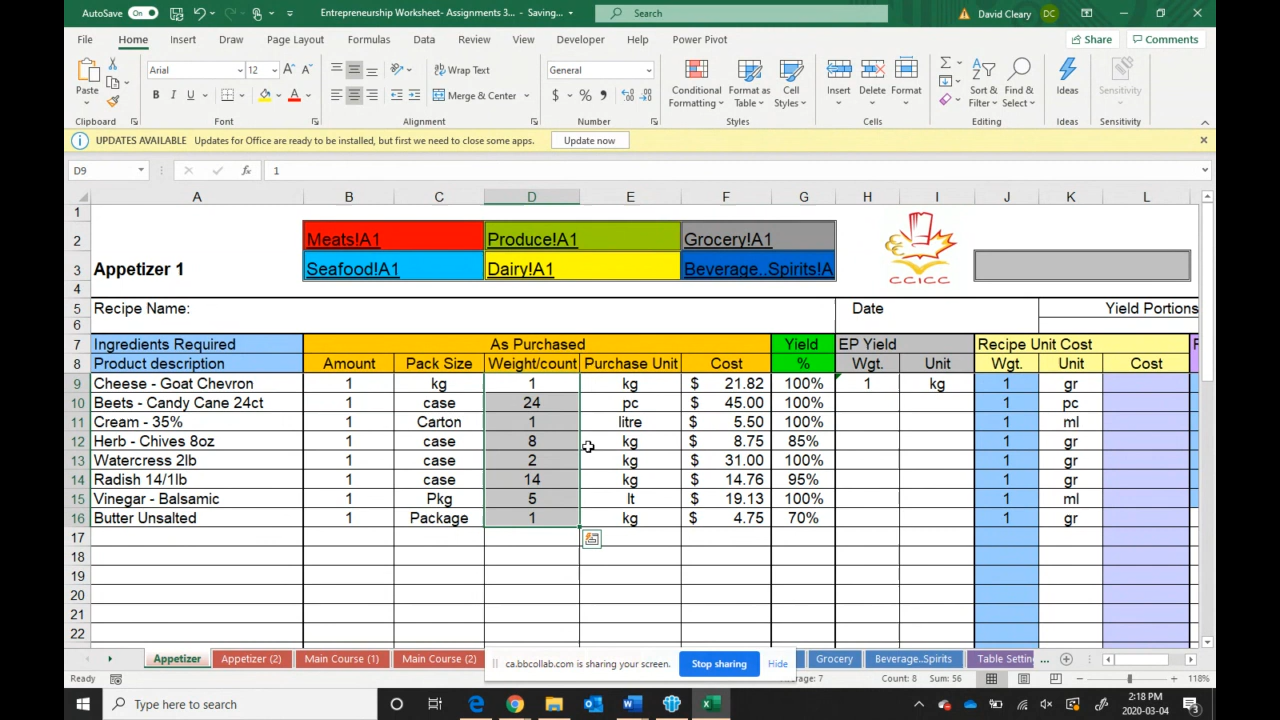 AutoSave On Entrepreneurship Worksheet- Assignments 3... - Saving... Search David Cleary DC
File Home Insert Draw Page Layout Formulas Data Review View Developer Help Power Pivot Share Comments
Paste Arial 12 A A Wrap Text General Conditional Format as Cell Insert Delete Format Sort & Find & Ideas Sensitivity
B I U A Merge & Center $ % Formatting Table Styles Filter Select
Clipboard Font Alignment Number Styles Cells Editing Ideas Sensitivity
UPDATES AVAILABLE Updates for Office are ready to be installed, but first we need to close some apps. Update now
D9 fx 1
A B C D E F G H I J K L
1
2 Meats!A1 Produce!A1 Grocery!A1
3 Appetizer 1 Seafood!A1 Dairy!A1 Beverage..Spirits!A CCICC
4
5 Recipe Name: Date Yield Portions
6
7 Ingredients Required As Purchased Yield EP Yield Recipe Unit Cost
8 Product description Amount Pack Size Weight/count Purchase Unit Cost % Wgt. Unit Wgt. Unit Cost
9 Cheese - Goat Chevron 1 kg 1 kg $ 21.82 100% 1 kg 1 gr
10 Beets - Candy Cane 24ct 1 case 24 pc $ 45.00 100% 1 pc
11 Cream - 35% 1 Carton 1 litre $ 5.50 100% 1 ml
12 Herb - Chives 8oz 1 case 8 kg $ 8.75 85% 1 gr
13 Watercress 2lb 1 case 2 kg $ 31.00 100% 1 gr
14 Radish 14/1lb 1 case 14 kg $ 14.76 95% 1 gr
15 Vinegar - Balsamic 1 Pkg 5 lt $ 19.13 100% 1 ml
16 Butter Unsalted 1 Package 1 kg $ 4.75 70% 1 gr
17
18
19
20
21
22
Appetizer Appetizer (2) Main Course (1) Main Course (2) ca.bbcollab.com is sharing your screen. Stop sharing Hide Grocery Beverage..Spirits Table Settin ...
Ready Average: 7 Count: 8 Sum: 56 118%
Type here to search 2:18 PM
2020-03-04 3